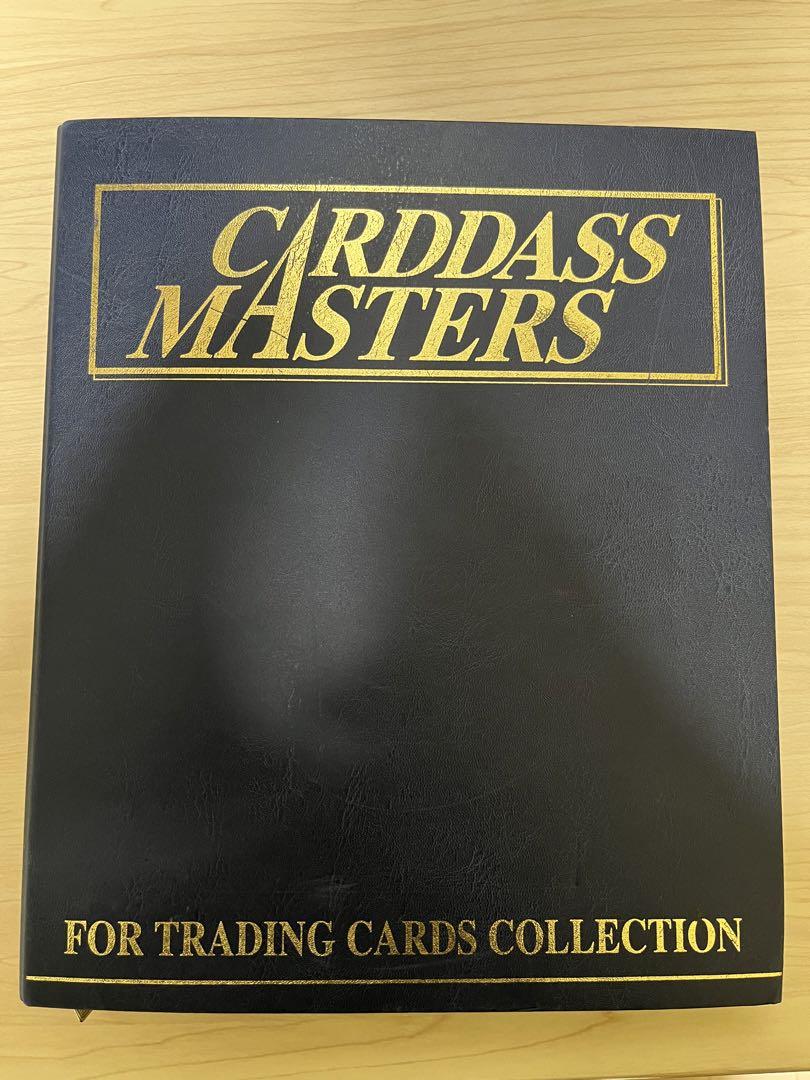 CARDDASS
MASTERS
FOR TRADING CARDS COLLECTION